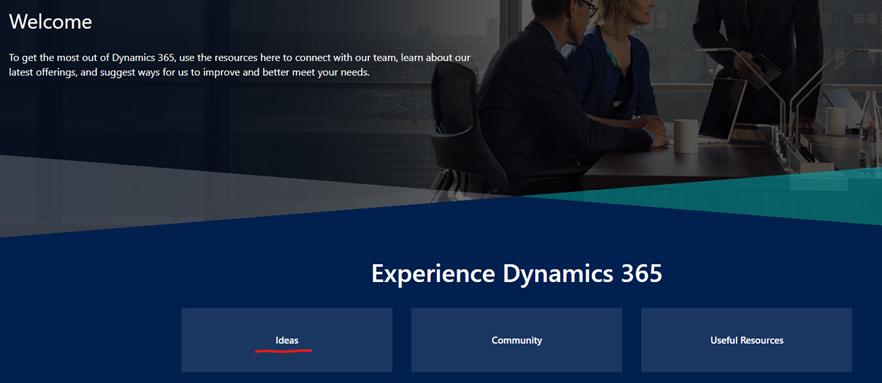 Welcome
To get the most out of Dynamics 365, use the resources here to connect with our team, learn about our
latest offerings, and suggest ways for us to improve and better meet your needs.
Experience Dynamics 365
Ideas
Community
Useful Resources